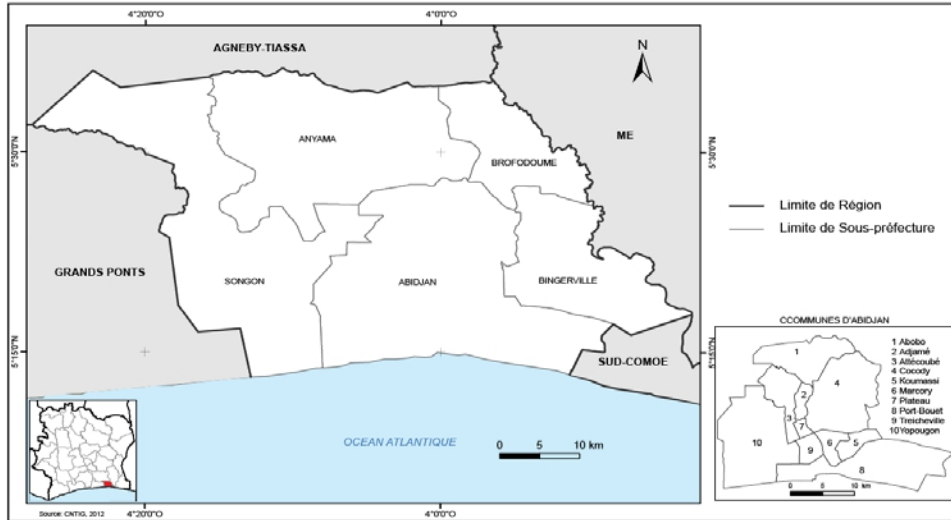 4°20'0"O
4°0'0"O
AGNEBY-TIASSA
N
ANYAMA
ME
5°30'0"N
5°30'0"N
BROFODOUME
Limite de Région
Limite de Sous-préfecture
GRANDS PONTS
SONGON
ABIDJAN
BINGERVILLE
5°15'0"N
5°15'0"N
SUD-COMOE
OCEAN ATLANTIQUE
0 5 10 km
Source: CNTIG, 2012
4°20'0"O
4°0'0"O
CCOMMUNES D'ABIDJAN
1 Abobo
2 Adjamé
3 Attécoubé
4 Cocody
5 Koumassi
6 Marcory
7 Plateau
8 Port-Bouet
9 Treicheville
10 Yopougon
1
4
2
3
7
10
9
6
5
8
0 5 10 km